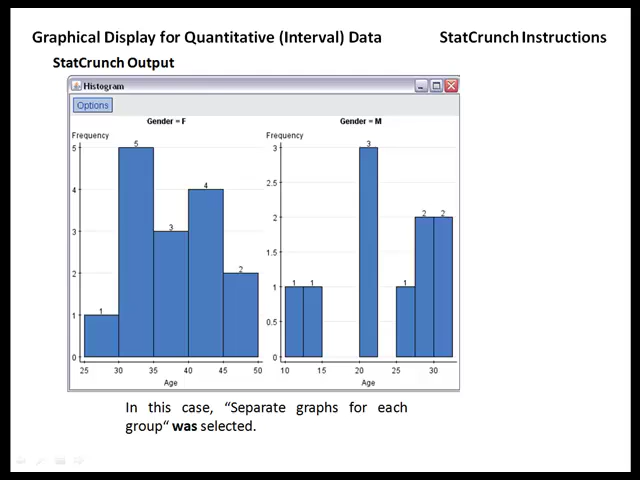 Graphical Display for Quantitative (Interval) Data
StatCrunch Instructions
StatCrunch Output
Histogram
Options
Gender = F
Frequency
5
4
3
2
1
0
1
5
3
4
2
25 30 35 40 45 50
Age
Gender = M
Frequency
3
2.5
2
1.5
1
0.5
0
1
1
3
1
2
2
10 15 20 25 30
Age
In this case, “Separate graphs for each
group“ was selected.